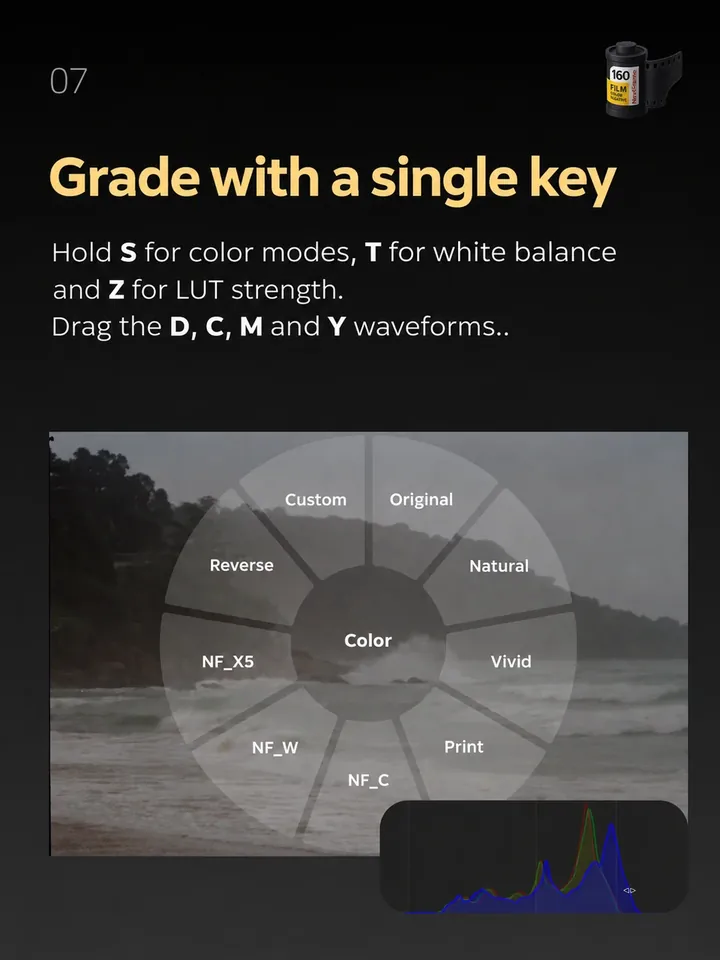 07
160
FILM
Grade with a single key
Hold S for color modes, T for white balance
and Z for LUT strength.
Drag the D, C, M and Y waveforms..
Custom
Original
Reverse
Natural
Color
NF_X5
Vivid
NF_W
Print
NF_C